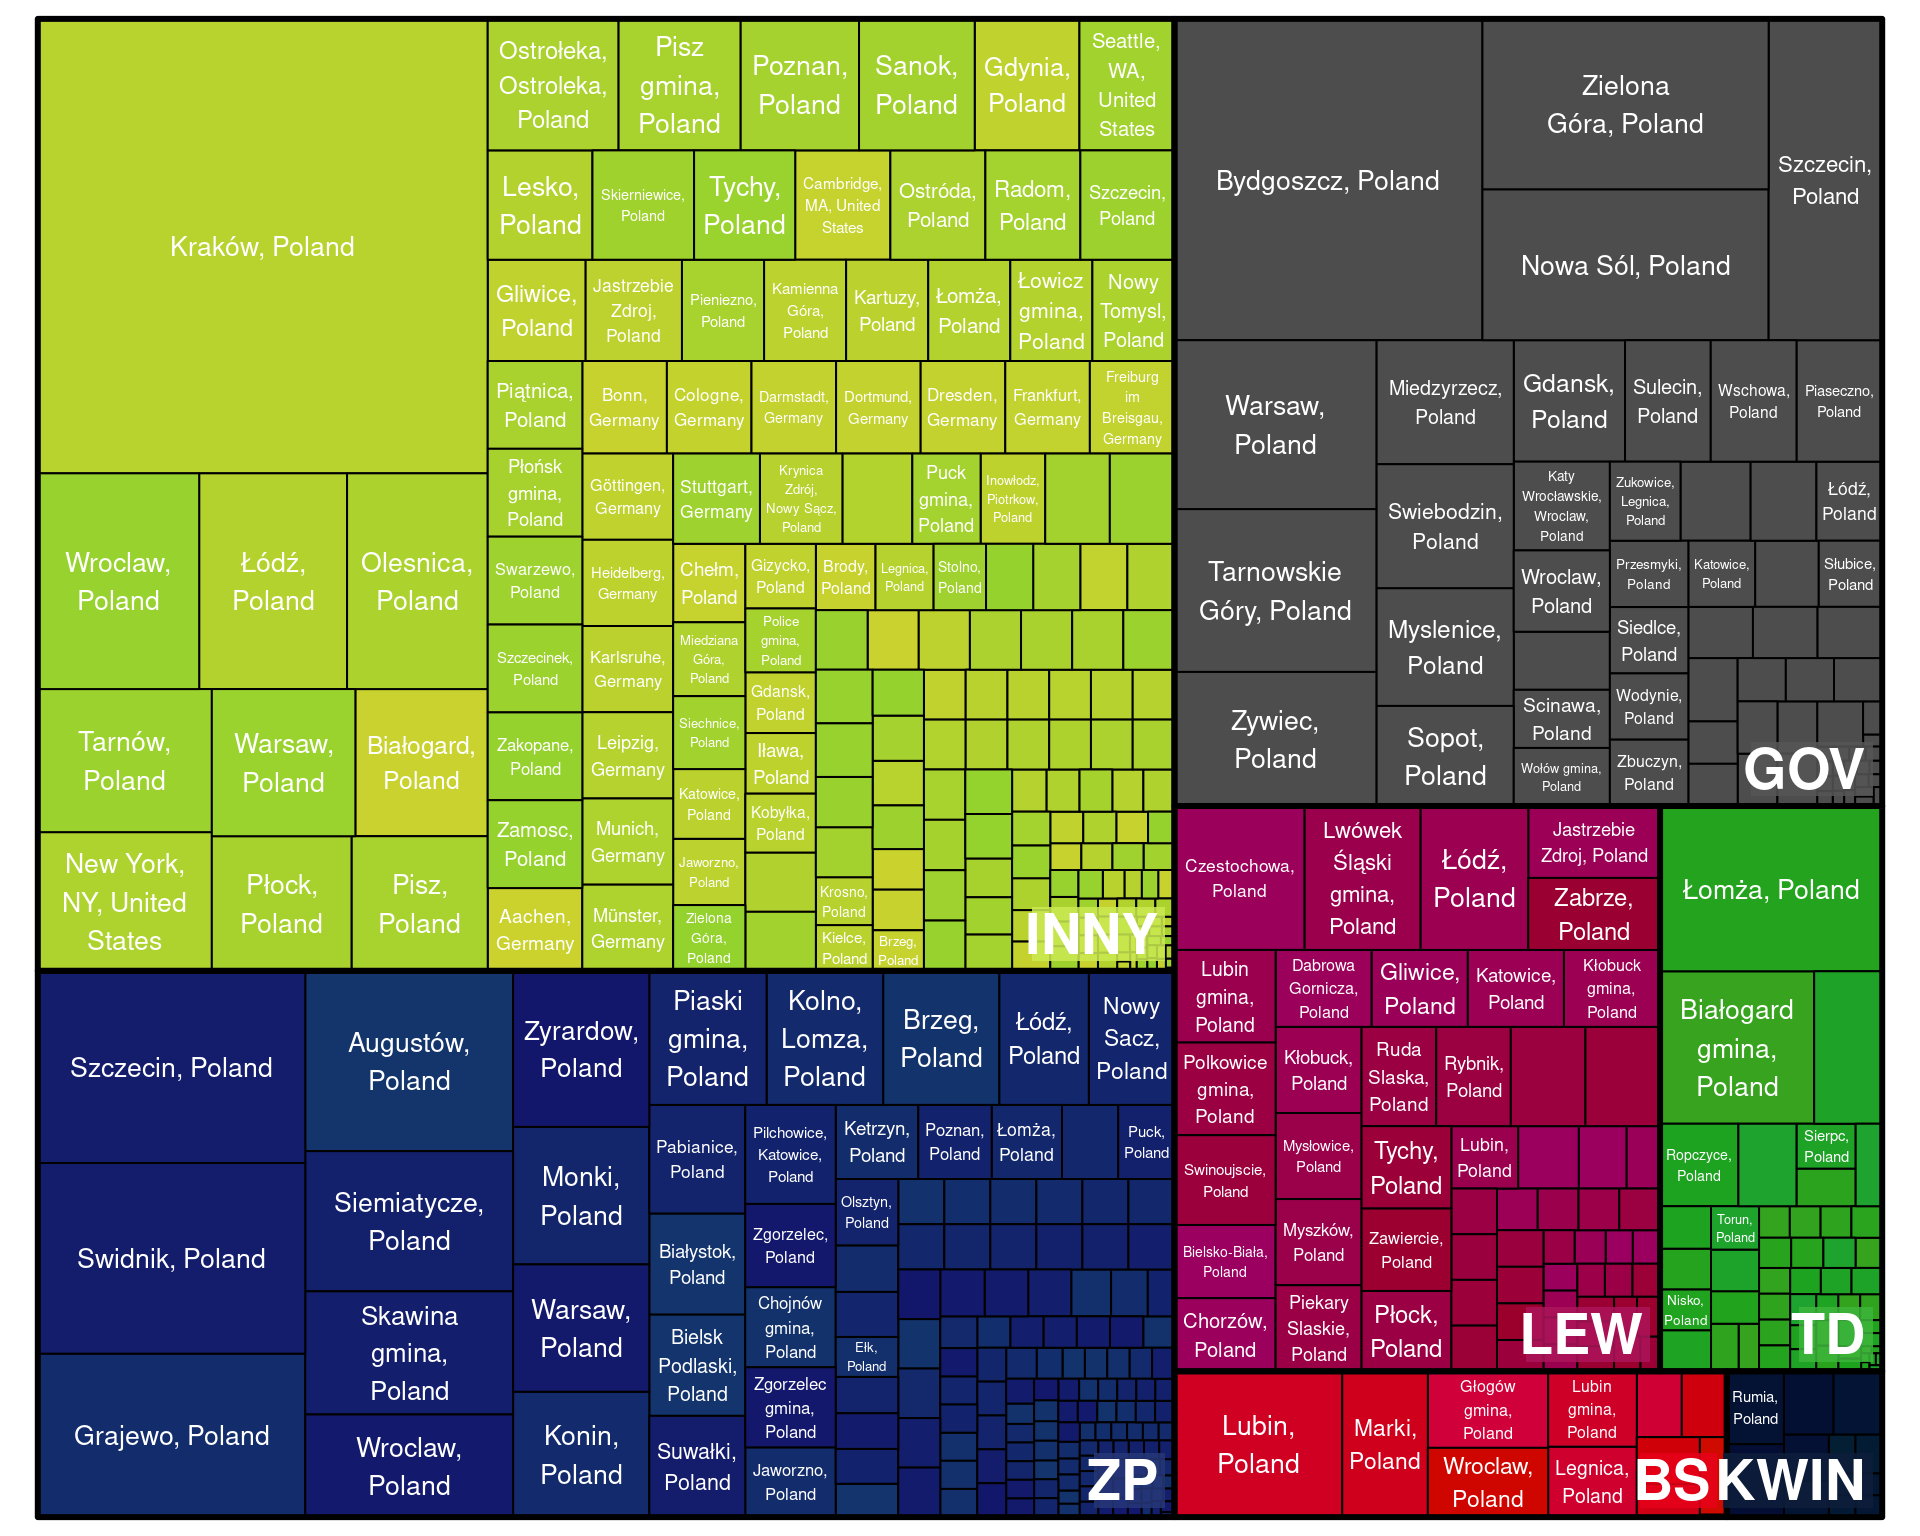 Kraków, Poland
Wroclaw,
Poland
Łódź,
Poland
Olesnica,
Poland
Tarnów,
Poland
Warsaw,
Poland
Białogard,
Poland
New York,
NY, United
States
Płock,
Poland
Pisz,
Poland
Ostrołeka,
Ostroleka,
Poland
Pisz
gmina,
Poland
Poznan,
Poland
Sanok,
Poland
Gdynia,
Poland
Seattle,
WA,
United
States
Lesko,
Poland
Skierniewice,
Poland
Tychy,
Poland
Cambridge,
MA, United
States
Ostróda,
Poland
Radom,
Poland
Szczecin,
Poland
Gliwice,
Poland
Jastrzebie
Zdroj,
Poland
Pieniezno,
Poland
Kamienna
Góra,
Poland
Kartuzy,
Poland
Łomża,
Poland
Łowicz
gmina,
Poland
Nowy
Tomysl,
Poland
Piątnica,
Poland
Bonn,
Germany
Cologne,
Germany
Darmstadt,
Germany
Dortmund,
Germany
Dresden,
Germany
Frankfurt,
Germany
Freiburg
im
Breisgau,
Germany
Płońsk
gmina,
Poland
Göttingen,
Germany
Stuttgart,
Germany
Krynica
Zdrój,
Nowy Sącz,
Poland
Puck
gmina,
Poland
Inowłodz,
Piotrkow,
Poland
Swarzewo,
Poland
Heidelberg,
Germany
Chełm,
Poland
Gizycko,
Poland
Brody,
Poland
Legnica,
Poland
Stolno,
Poland
Szczecinek,
Poland
Karlsruhe,
Germany
Miedziana
Góra,
Poland
Police
gmina,
Poland
Gdansk,
Poland
Zakopane,
Poland
Leipzig,
Germany
Siechnice,
Poland
Iława,
Poland
Zamosc,
Poland
Munich,
Germany
Katowice,
Poland
Kobyłka,
Poland
Jaworzno,
Poland
Krosno,
Poland
Aachen,
Germany
Münster,
Germany
Zielona
Góra,
Poland
Kielce,
Poland
Brzeg,
Poland
INNY
Bydgoszcz, Poland
Zielona
Góra, Poland
Szczecin,
Poland
Nowa Sól, Poland
Warsaw,
Poland
Miedzyrzecz,
Poland
Gdansk,
Poland
Sulecin,
Poland
Wschowa,
Poland
Piaseczno,
Poland
Swiebodzin,
Poland
Katy
Wrocławskie,
Wroclaw,
Poland
Zukowice,
Legnica,
Poland
Łódź,
Poland
Tarnowskie
Góry, Poland
Wroclaw,
Poland
Przesmyki,
Poland
Katowice,
Poland
Słubice,
Poland
Myslenice,
Poland
Siedlce,
Poland
Zywiec,
Poland
Sopot,
Poland
Scinawa,
Poland
Wodynie,
Poland
Wołów gmina,
Poland
Zbuczyn,
Poland
GOV
Szczecin, Poland
Swidnik, Poland
Grajewo, Poland
Augustów,
Poland
Siemiatycze,
Poland
Skawina
gmina,
Poland
Wroclaw,
Poland
Zyrardow,
Poland
Monki,
Poland
Warsaw,
Poland
Konin,
Poland
Piaski
gmina,
Poland
Kolno,
Lomza,
Poland
Brzeg,
Poland
Łódź,
Poland
Nowy
Sacz,
Poland
Pabianice,
Poland
Pilchowice,
Katowice,
Poland
Ketrzyn,
Poland
Poznan,
Poland
Łomża,
Poland
Puck,
Poland
Białystok,
Poland
Zgorzelec,
Poland
Olsztyn,
Poland
Bielsk
Podlaski,
Poland
Chojnów
gmina,
Poland
Ełk,
Poland
Suwałki,
Poland
Zgorzelec
gmina,
Poland
Jaworzno,
Poland
ZP
Czestochowa,
Poland
Lwówek
Śląski
gmina,
Poland
Łódź,
Poland
Jastrzebie
Zdroj, Poland
Zabrze,
Poland
Lubin
gmina,
Poland
Dabrowa
Gornicza,
Poland
Gliwice,
Poland
Katowice,
Poland
Kłobuck
gmina,
Poland
Polkowice
gmina,
Poland
Kłobuck,
Poland
Ruda
Slaska,
Poland
Rybnik,
Poland
Swinoujscie,
Poland
Mysłowice,
Poland
Tychy,
Poland
Lubin,
Poland
Bielsko-Biała,
Poland
Myszków,
Poland
Zawiercie,
Poland
Chorzów,
Poland
Piekary
Slaskie,
Poland
Płock,
Poland
LEW
Łomża, Poland
Białogard
gmina,
Poland
Ropczyce,
Poland
Sierpc,
Poland
Torun,
Poland
Nisko,
Poland
TD
Lubin,
Poland
Marki,
Poland
Głogów
gmina,
Poland
Wroclaw,
Poland
Lubin
gmina,
Poland
Legnica,
Poland
BS
Rumia,
Poland
KWIN